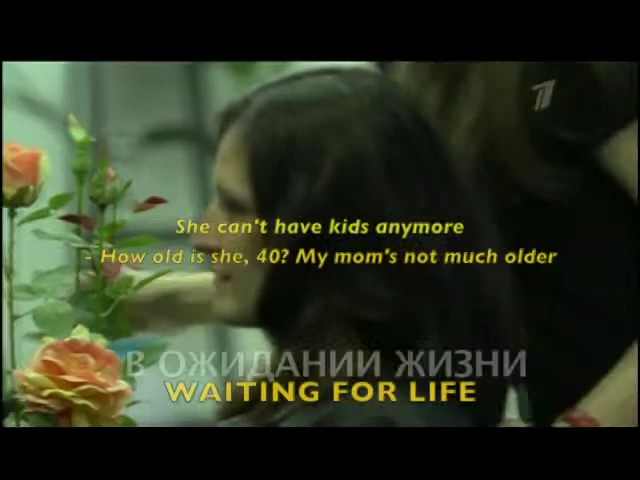 1
She can't have kids anymore
- How old is she, 40? My mom's not much older
В ОЖИДАНИИ ЖИЗНИ
WAITING FOR LIFE